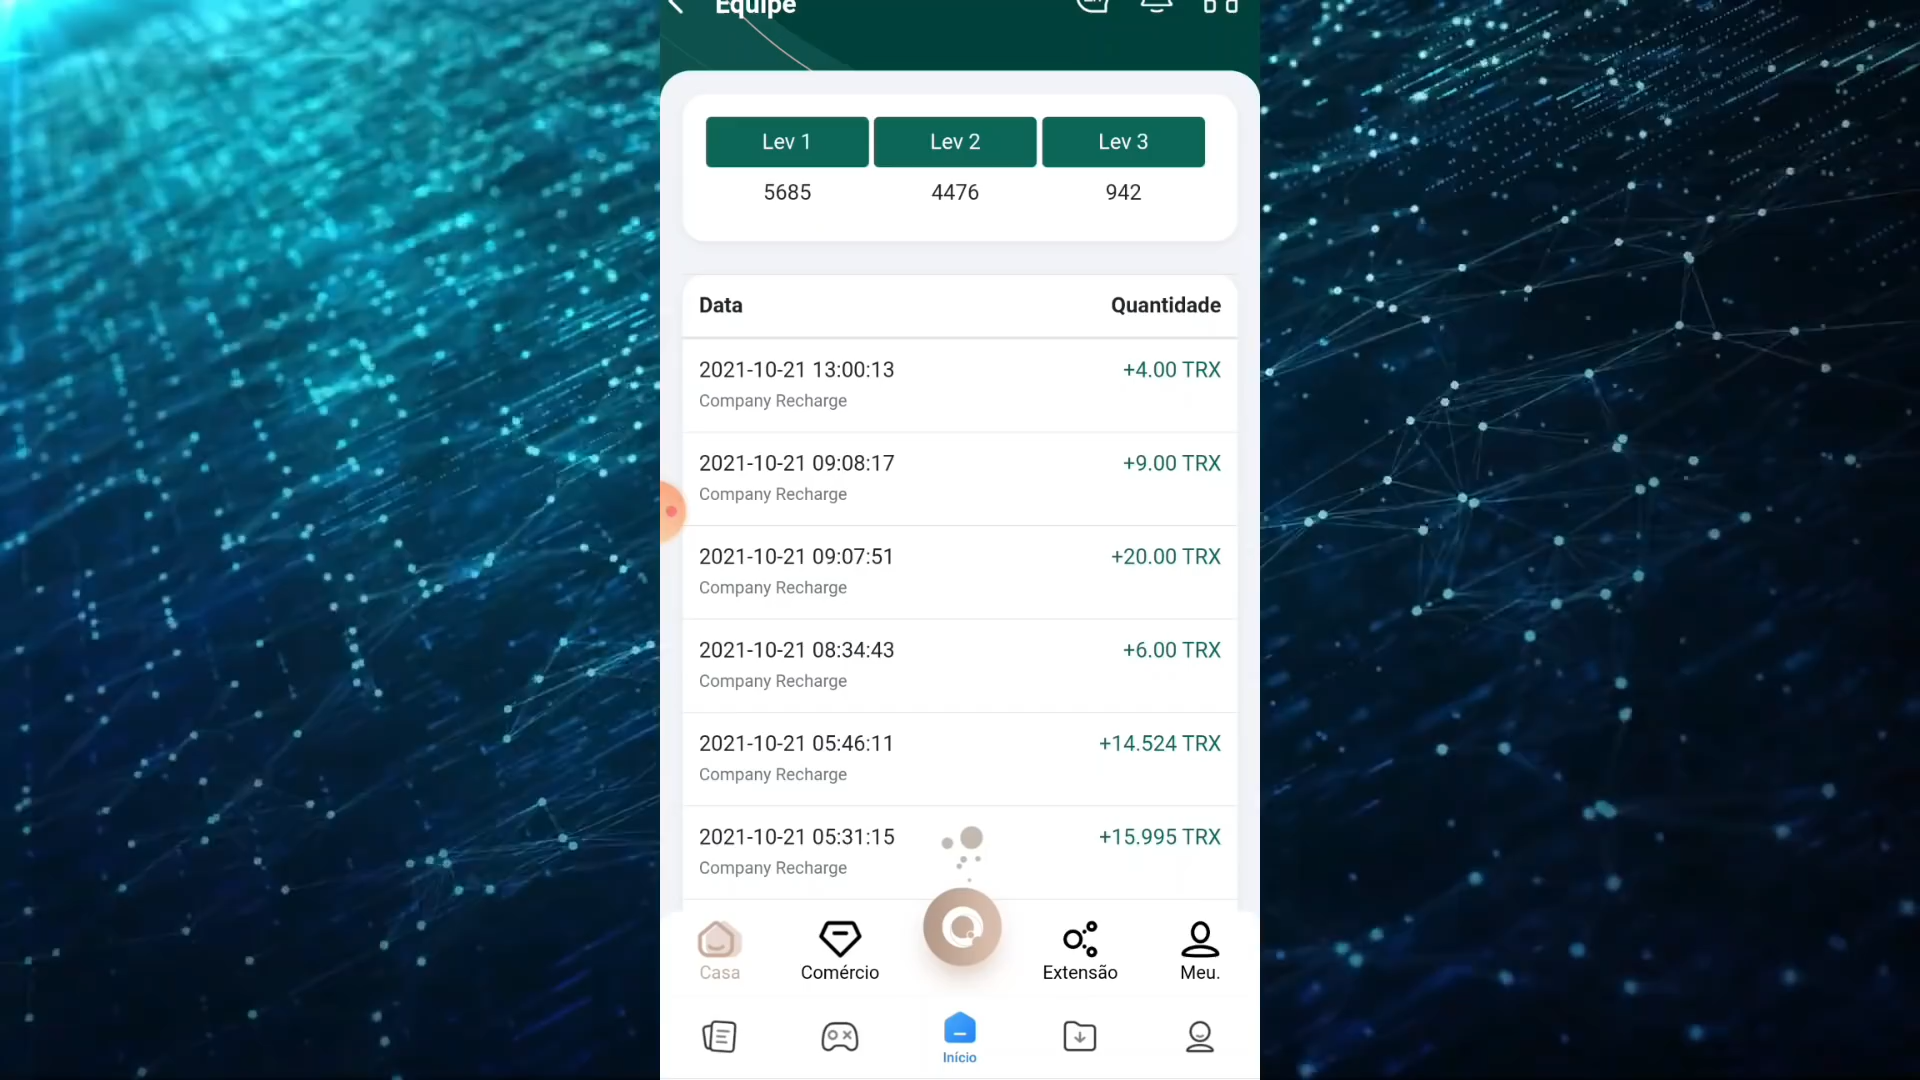 Equipe
Lev 1 Lev 2 Lev 3
5685 4476 942
Data Quantidade
2021-10-21 13:00:13 +4.00 TRX
Company Recharge
2021-10-21 09:08:17 +9.00 TRX
Company Recharge
2021-10-21 09:07:51 +20.00 TRX
Company Recharge
2021-10-21 08:34:43 +6.00 TRX
Company Recharge
2021-10-21 05:46:11 +14.524 TRX
Company Recharge
2021-10-21 05:31:15 +15.995 TRX
Company Recharge
Casa Comércio Extensão Meu.
Início